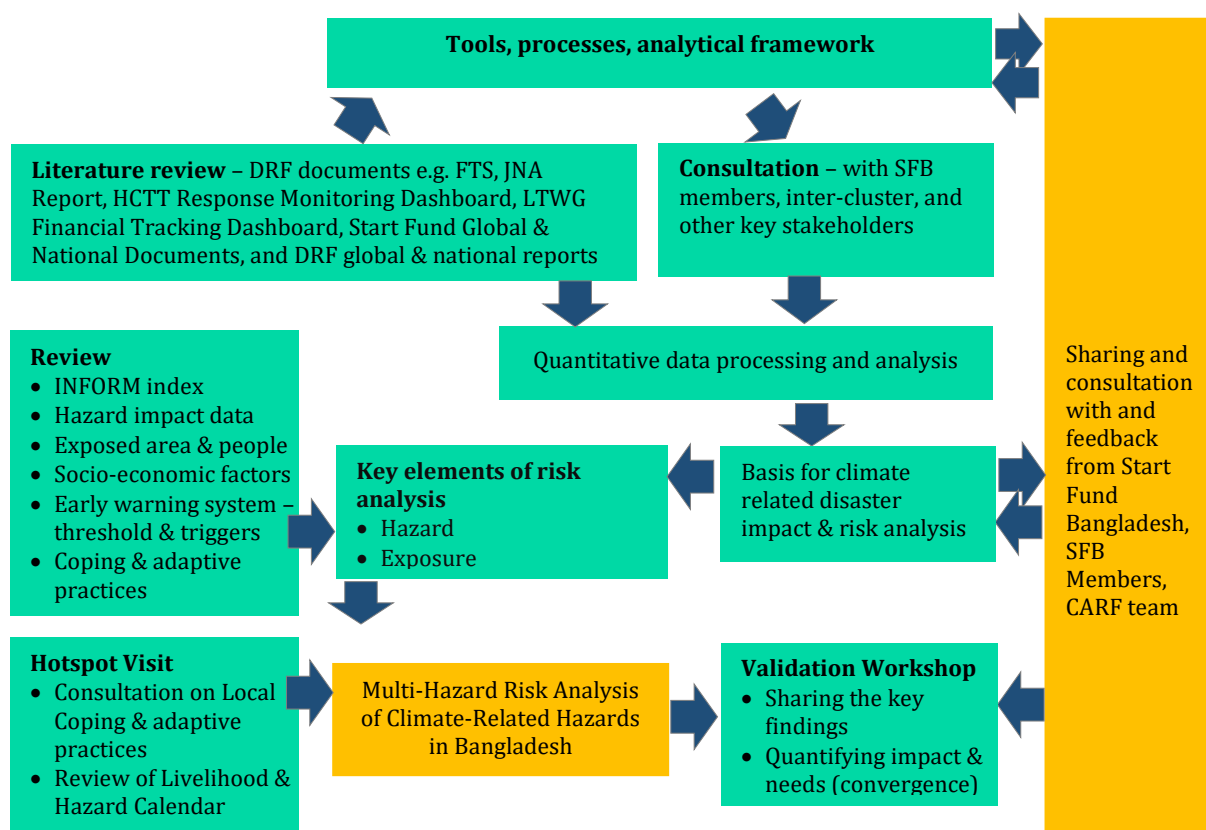 Tools, processes, analytical framework
Literature review – DRF documents e.g. FTS, JNA
Report, HCTT Response Monitoring Dashboard, LTWG
Financial Tracking Dashboard, Start Fund Global &
National Documents, and DRF global & national reports
Consultation – with SFB
members, inter-cluster, and
other key stakeholders
Quantitative data processing and analysis
Review
• INFORM index
• Hazard impact data
• Exposed area & people
• Socio-economic factors
• Early warning system –
threshold & triggers
• Coping & adaptive
practices
Key elements of risk
analysis
• Hazard
• Exposure
Basis for climate
related disaster
impact & risk analysis
Sharing and
consultation
with and
feedback
from Start
Fund
Bangladesh,
SFB
Members,
CARF team
Hotspot Visit
• Consultation on Local
Coping & adaptive
practices
• Review of Livelihood &
Hazard Calendar
Multi-Hazard Risk Analysis
of Climate-Related Hazards
in Bangladesh
Validation Workshop
• Sharing the key
findings
• Quantifying impact &
needs (convergence)